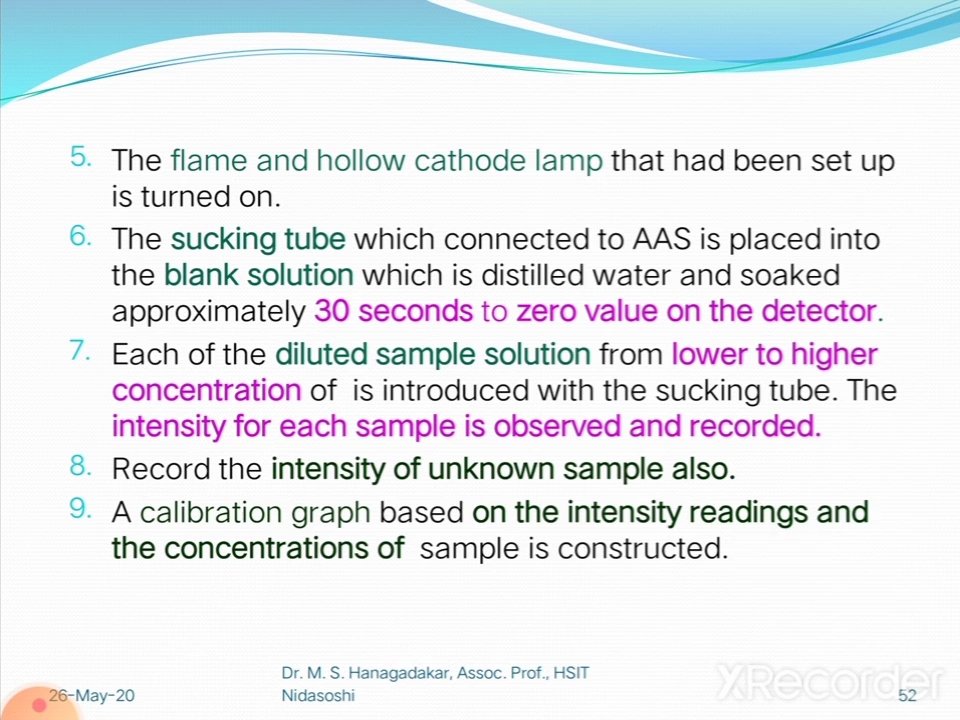 5. The flame and hollow cathode lamp that had been set up
is turned on.
6. The sucking tube which connected to AAS is placed into
the blank solution which is distilled water and soaked
approximately 30 seconds to zero value on the detector.
7. Each of the diluted sample solution from lower to higher
concentration of is introduced with the sucking tube. The
intensity for each sample is observed and recorded.
8. Record the intensity of unknown sample also.
9. A calibration graph based on the intensity readings and
the concentrations of sample is constructed.
26-May-20
Dr. M. S. Hanagadakar, Assoc. Prof., HSIT
Nidasoshi
XRecorder
52